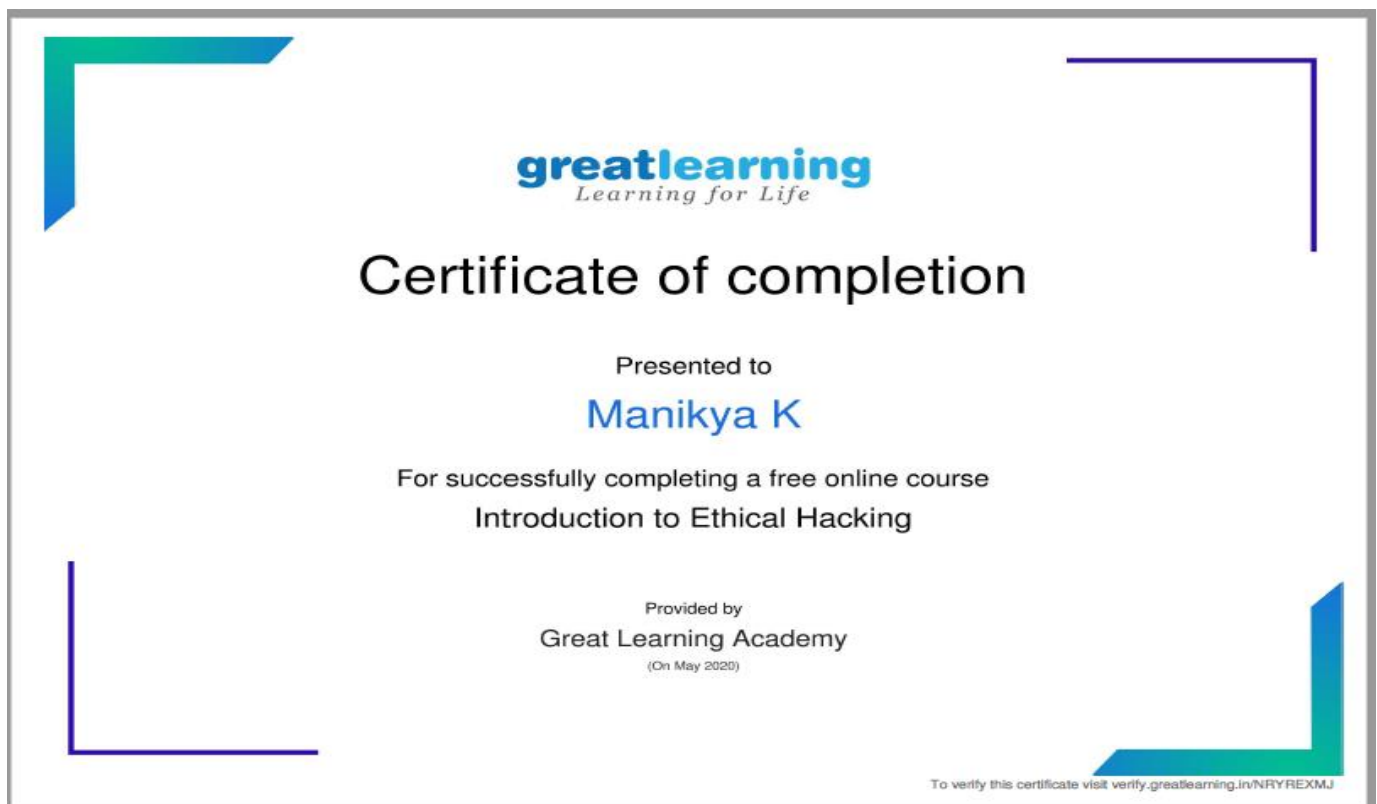 greatlearning
Learning for Life
Certificate of completion
Presented to
Manikya K
For successfully completing a free online course
Introduction to Ethical Hacking
Provided by
Great Learning Academy
(On May 2020)
To verify this certificate visit verify.greatlearning.in/NRYREXMJ